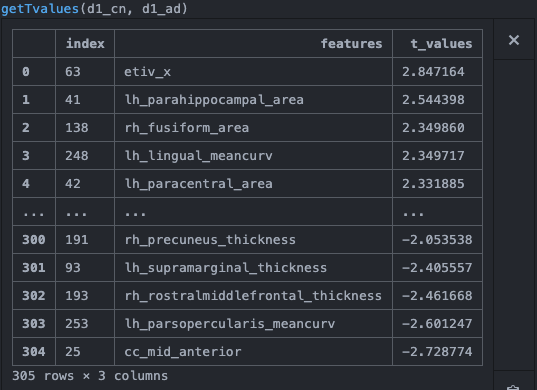 getTvalues(d1_cn, d1_ad)
index features t_values
0 63 etiv_x 2.847164
1 41 lh_parahippocampal_area 2.544398
2 138 rh_fusiform_area 2.349860
3 248 lh_lingual_meancurv 2.349717
4 42 lh_paracentral_area 2.331885
... ... ... ...
300 191 rh_precuneus_thickness −2.053538
301 93 lh_supramarginal_thickness −2.405557
302 193 rh_rostralmiddlefrontal_thickness −2.461668
303 253 lh_parsopercularis_meancurv −2.601247
304 25 cc_mid_anterior −2.728774
305 rows × 3 columns